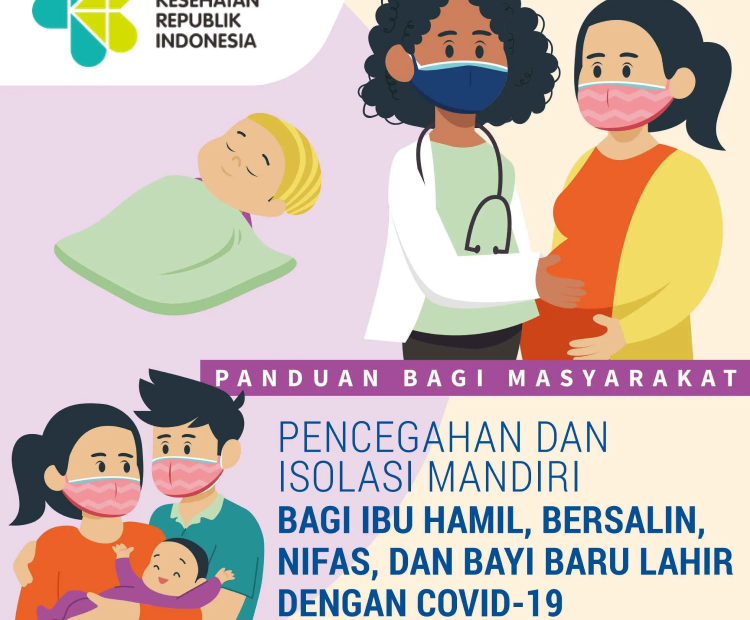 KESEHATAN
REPUBLIK
INDONESIA
PANDUAN BAGI MASYARAKAT
PENCEGAHAN DAN
ISOLASI MANDIRI
BAGI IBU HAMIL, BERSALIN,
NIFAS, DAN BAYI BARU LAHIR
DENGAN COVID-19